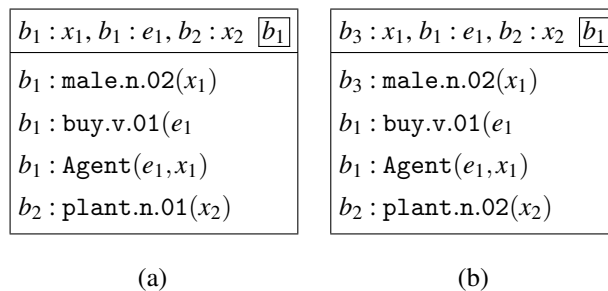 b₁ : x₁, b₁ : e₁, b₂ : x₂ b₁
b₁ : male.n.02(x₁)
b₁ : buy.v.01(e₁
b₁ : Agent(e₁,x₁)
b₂ : plant.n.01(x₂)
(a)
b₃ : x₁, b₁ : e₁, b₂ : x₂ b₁
b₃ : male.n.02(x₁)
b₁ : buy.v.01(e₁
b₁ : Agent(e₁,x₁)
b₂ : plant.n.02(x₂)
(b)